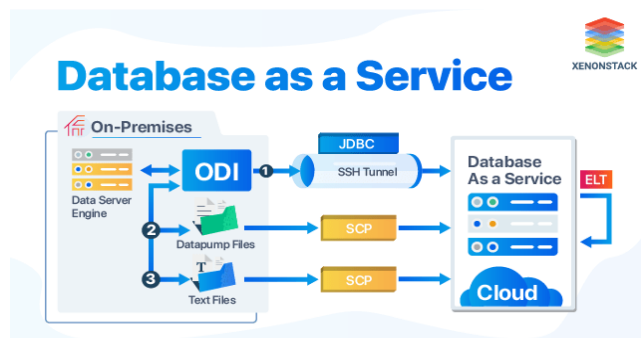 XENONSTACK
Database as a Service
On-Premises
Data Server
Engine
ODI
1
JDBC
SSH Tunnel
Database
As a Service
ELT
2
Datapump Files
SCP
3
T
Text Files
SCP
Cloud